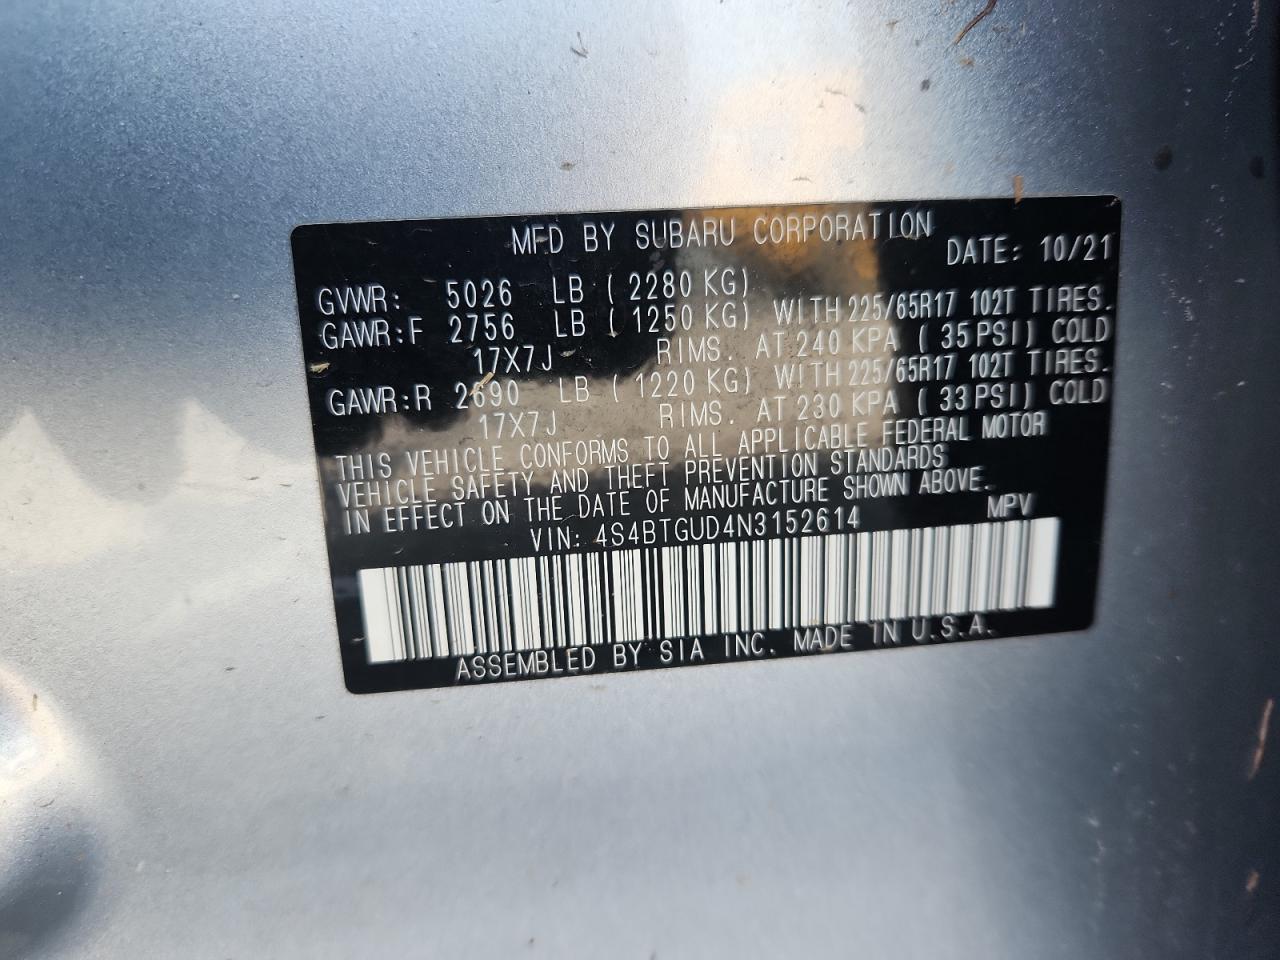 MFD BY SUBARU CORPORATION DATE: 10/21
GVWR: 5026 LB ( 2280 KG)
GAWR:F 2756 LB ( 1250 KG) WITH 225/65R17 102T TIRES.
17X7J RIMS. AT 240 KPA ( 35 PSI) COLD
GAWR:R 2690 LB ( 1220 KG) WITH 225/65R17 102T TIRES.
17X7J RIMS. AT 230 KPA ( 33 PSI) COLD
THIS VEHICLE CONFORMS TO ALL APPLICABLE FEDERAL MOTOR
VEHICLE SAFETY AND THEFT PREVENTION STANDARDS
IN EFFECT ON THE DATE OF MANUFACTURE SHOWN ABOVE.
VIN: 4S4BTGUD4N3152614 MPV
ASSEMBLED BY SIA INC. MADE IN U.S.A.